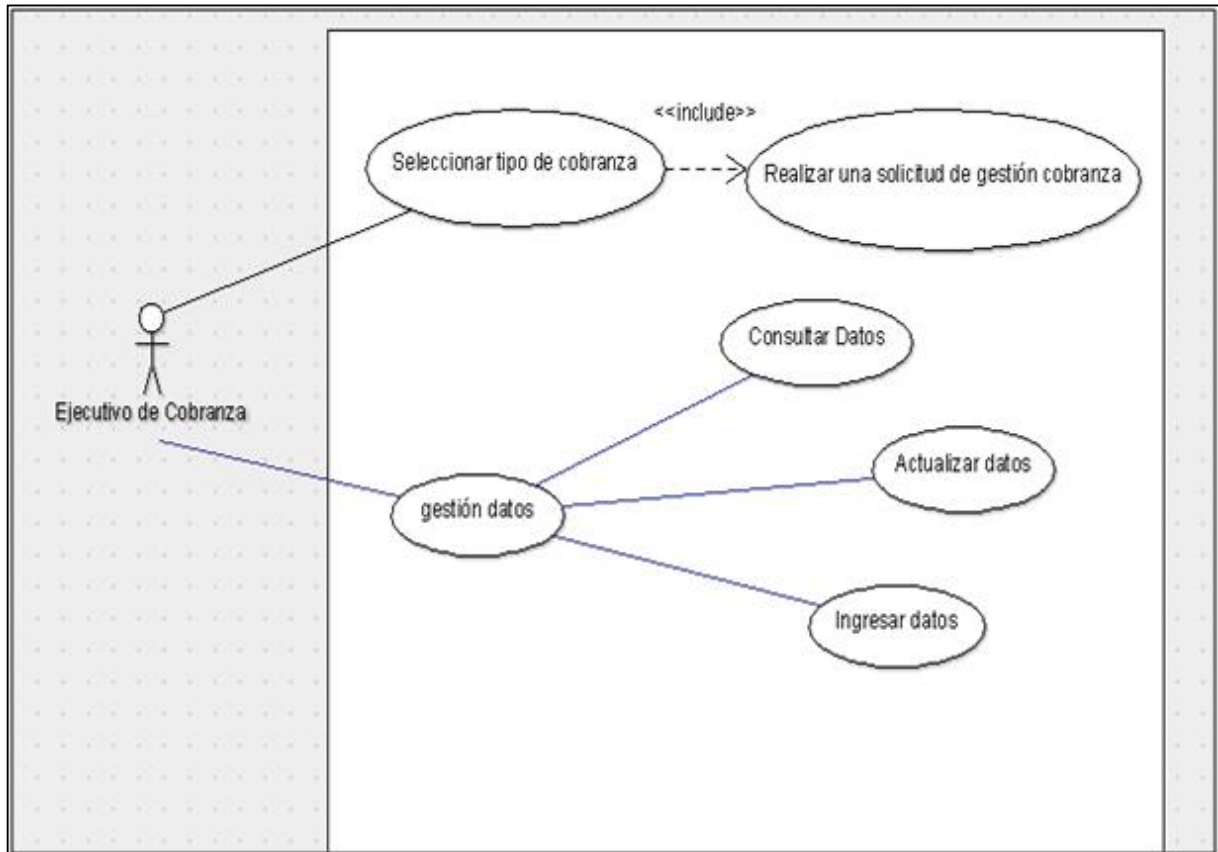 <<include>>
Seleccionar tipo de cobranza
Realizar una solicitud de gestión cobranza
Consultar Datos
Ejecutivo de Cobranza
Actualizar datos
gestión datos
Ingresar datos